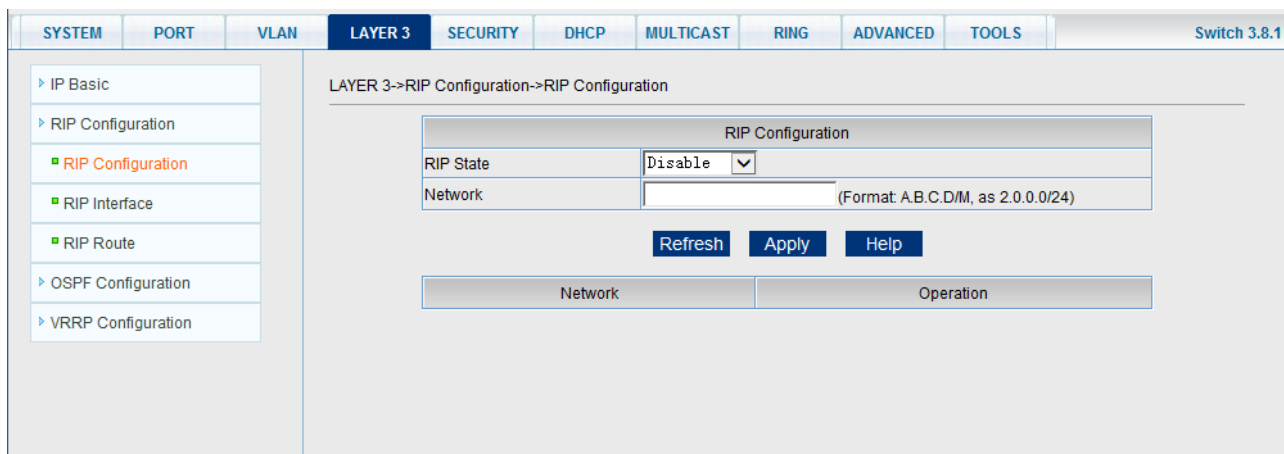 SYSTEM PORT VLAN LAYER 3 SECURITY DHCP MULTICAST RING ADVANCED TOOLS Switch 3.8.1
IP Basic
RIP Configuration
RIP Configuration
RIP Interface
RIP Route
OSPF Configuration
VRRP Configuration
LAYER 3->RIP Configuration->RIP Configuration
RIP Configuration
RIP State Disable
Network (Format: A.B.C.D/M, as 2.0.0.0/24)
Refresh Apply Help
Network Operation